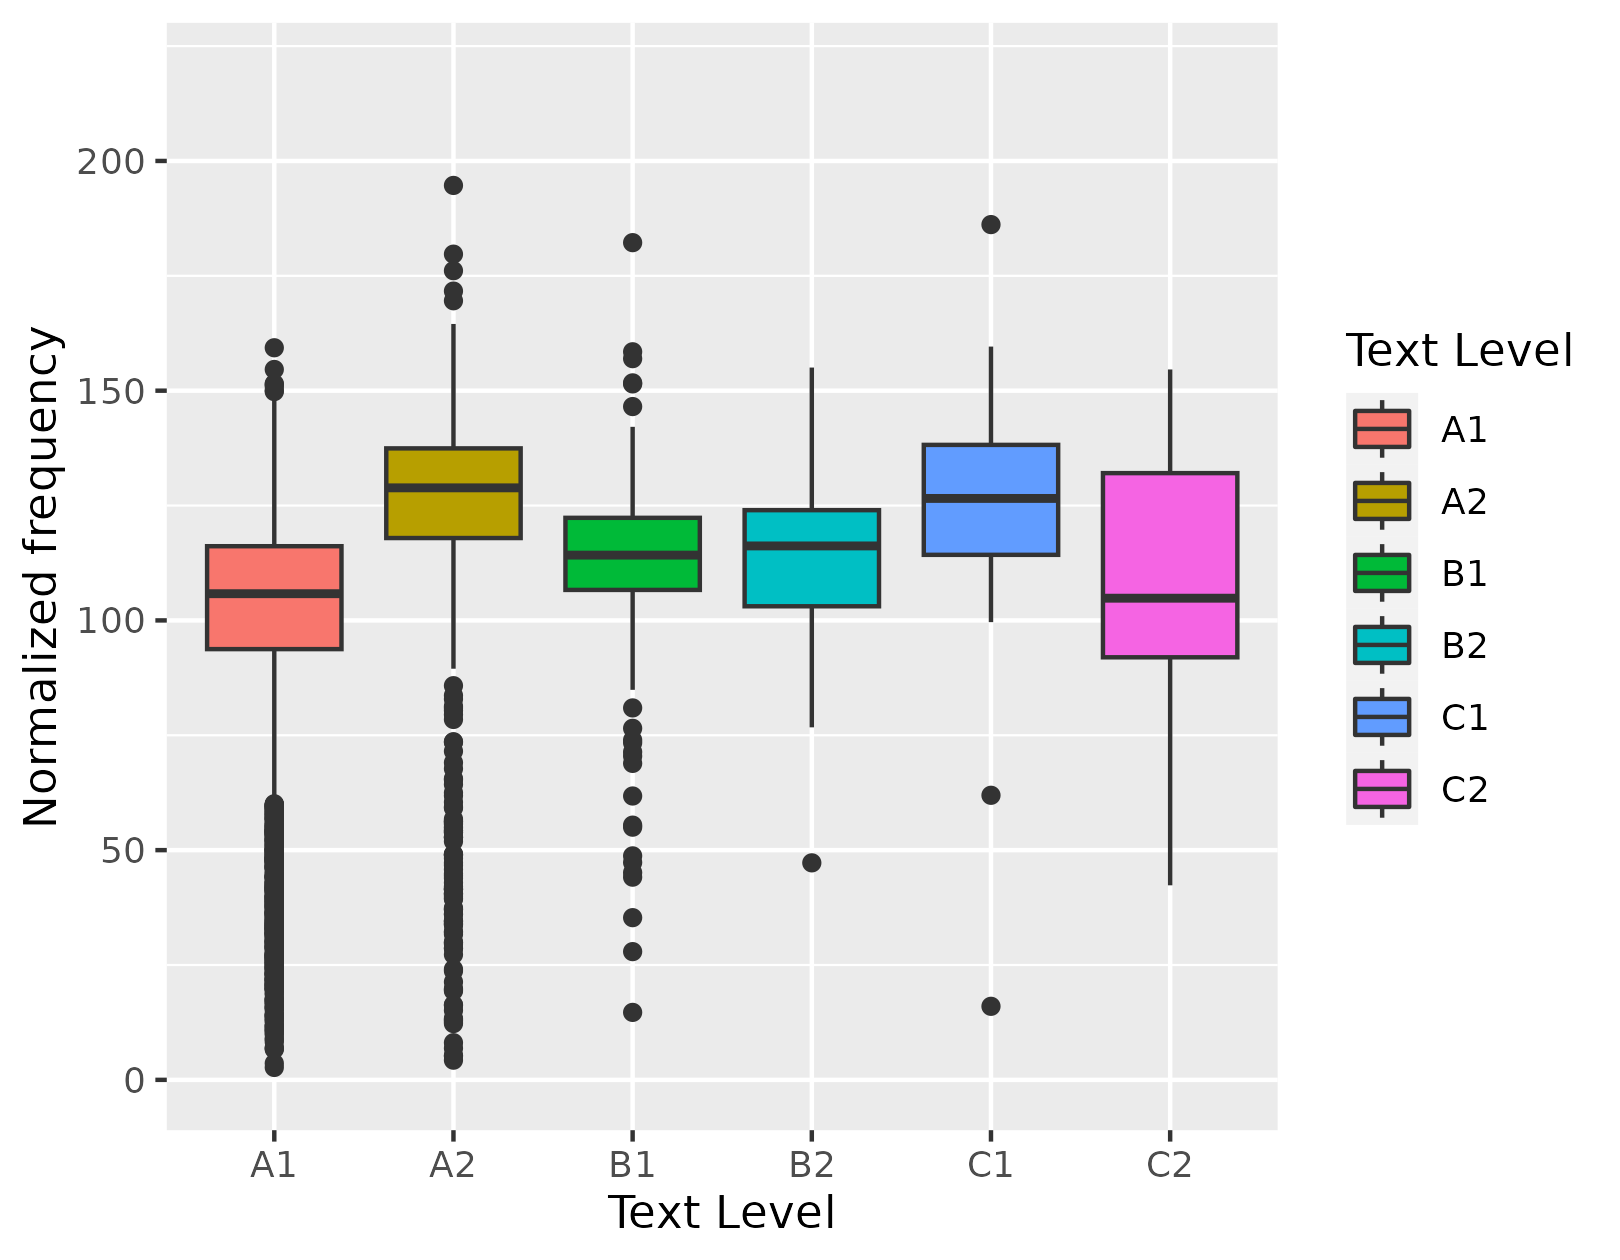 Normalized frequency
200
150
100
50
0
A1 A2 B1 B2 C1 C2
Text Level
Text Level
A1
A2
B1
B2
C1
C2